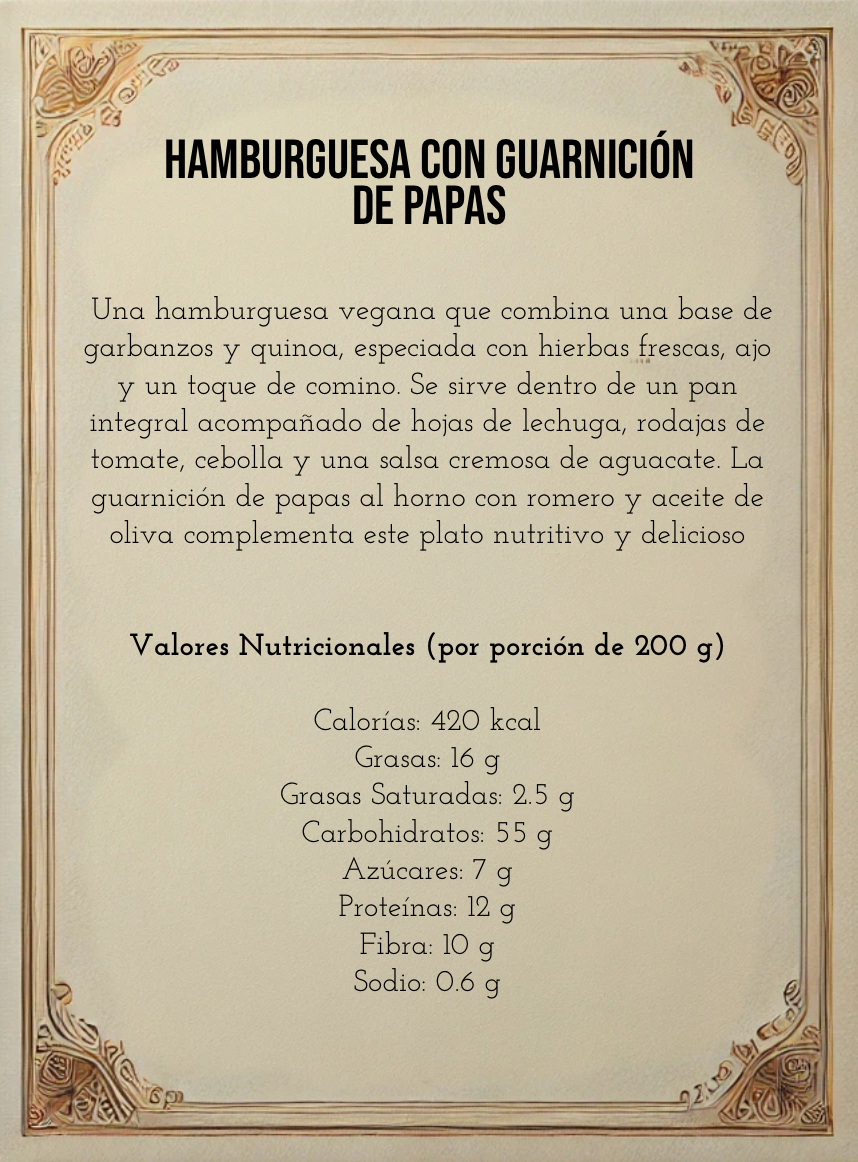 HAMBURGUESA CON GUARNICIÓN
DE PAPAS
Una hamburguesa vegana que combina una base de
garbanzos y quinoa, especiada con hierbas frescas, ajo
y un toque de comino. Se sirve dentro de un pan
integral acompañado de hojas de lechuga, rodajas de
tomate, cebolla y una salsa cremosa de aguacate. La
guarnición de papas al horno con romero y aceite de
oliva complementa este plato nutritivo y delicioso
Valores Nutricionales (por porción de 200 g)
Calorías: 420 kcal
Grasas: 16 g
Grasas Saturadas: 2.5 g
Carbohidratos: 55 g
Azúcares: 7 g
Proteínas: 12 g
Fibra: 10 g
Sodio: 0.6 g